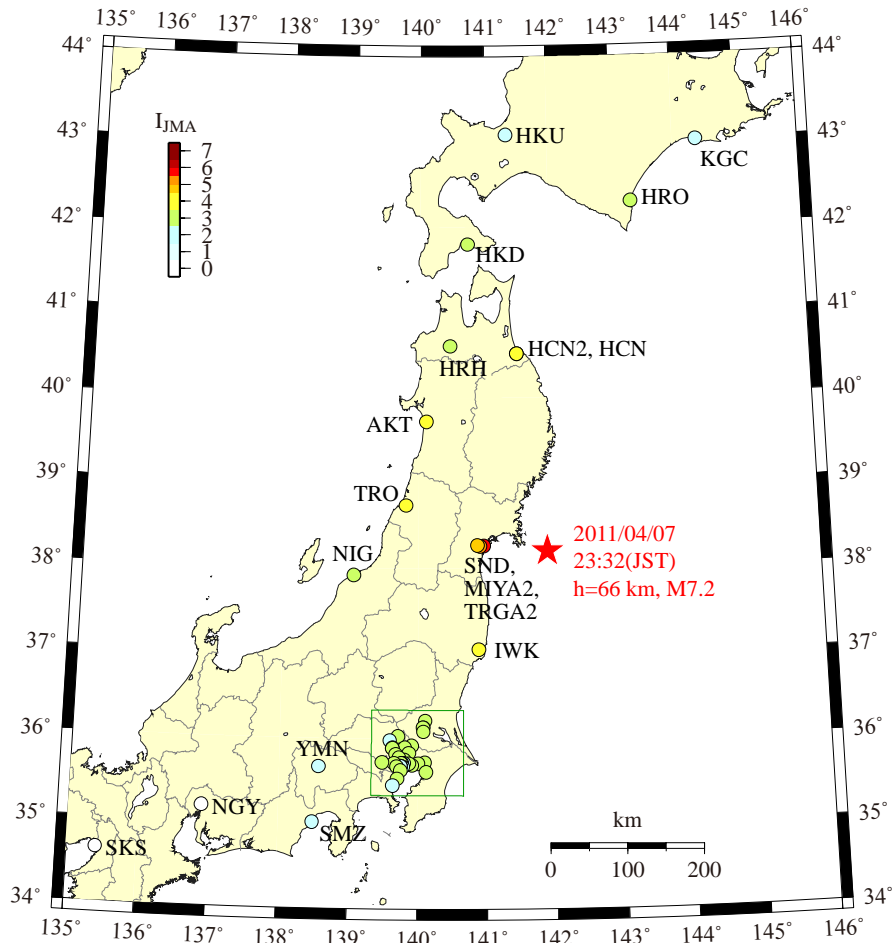 135° 136° 137° 138° 139° 140° 141° 142° 143° 144° 145° 146°
44° 44°
I JMA
7
6
5
4
3
2
1
0
43° 43°
HKU
KGC
HRO
42° 42°
HKD
41° 41°
HCN2, HCN
HRH
40° 40°
AKT
39° 39°
TRO
2011/04/07
23:32(JST)
h=66 km, M7.2
NIG
38° 38°
SND,
MIYA2,
TRGA2
37° 37°
IWK
36° 36°
YMN
35° 35°
NGY
SMZ
SKS
km
0 100 200
34° 34°
135° 136° 137° 138° 139° 140° 141° 142° 143° 144° 145° 146°